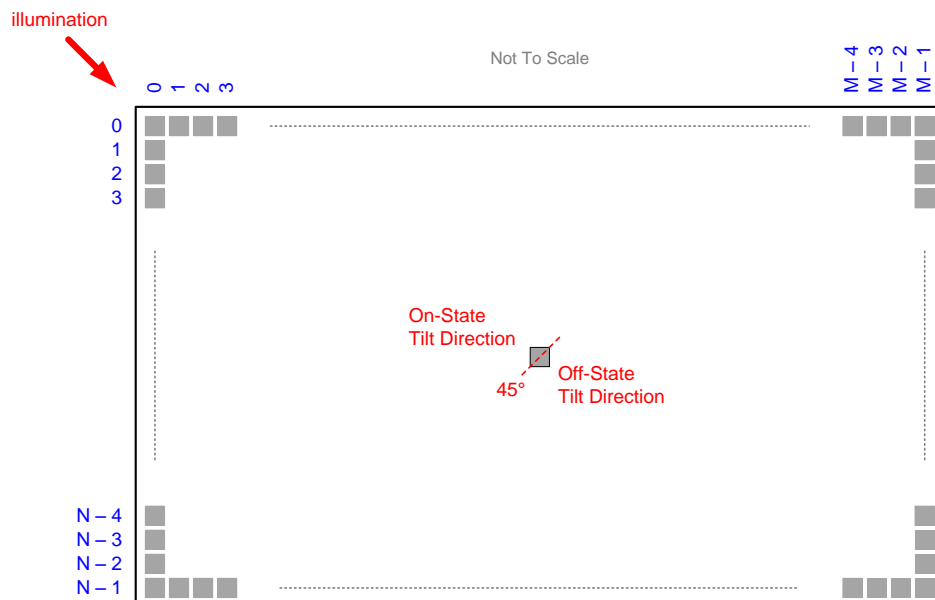 illumination
Not To Scale
0
1
2
3
M – 4
M – 3
M – 2
M – 1
0
1
2
3
On-State
Tilt Direction
Off-State
Tilt Direction
45°
N – 4
N – 3
N – 2
N – 1